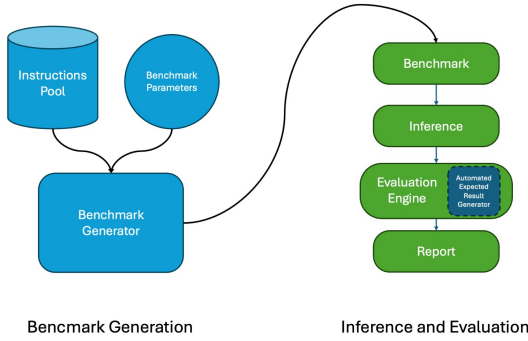 Instructions
Pool
Benchmark
Parameters
Benchmark
Generator
Bencmark Generation
Benchmark
Inference
Evaluation
Engine
Automated
Expected
Result
Generator
Report
Inference and Evaluation